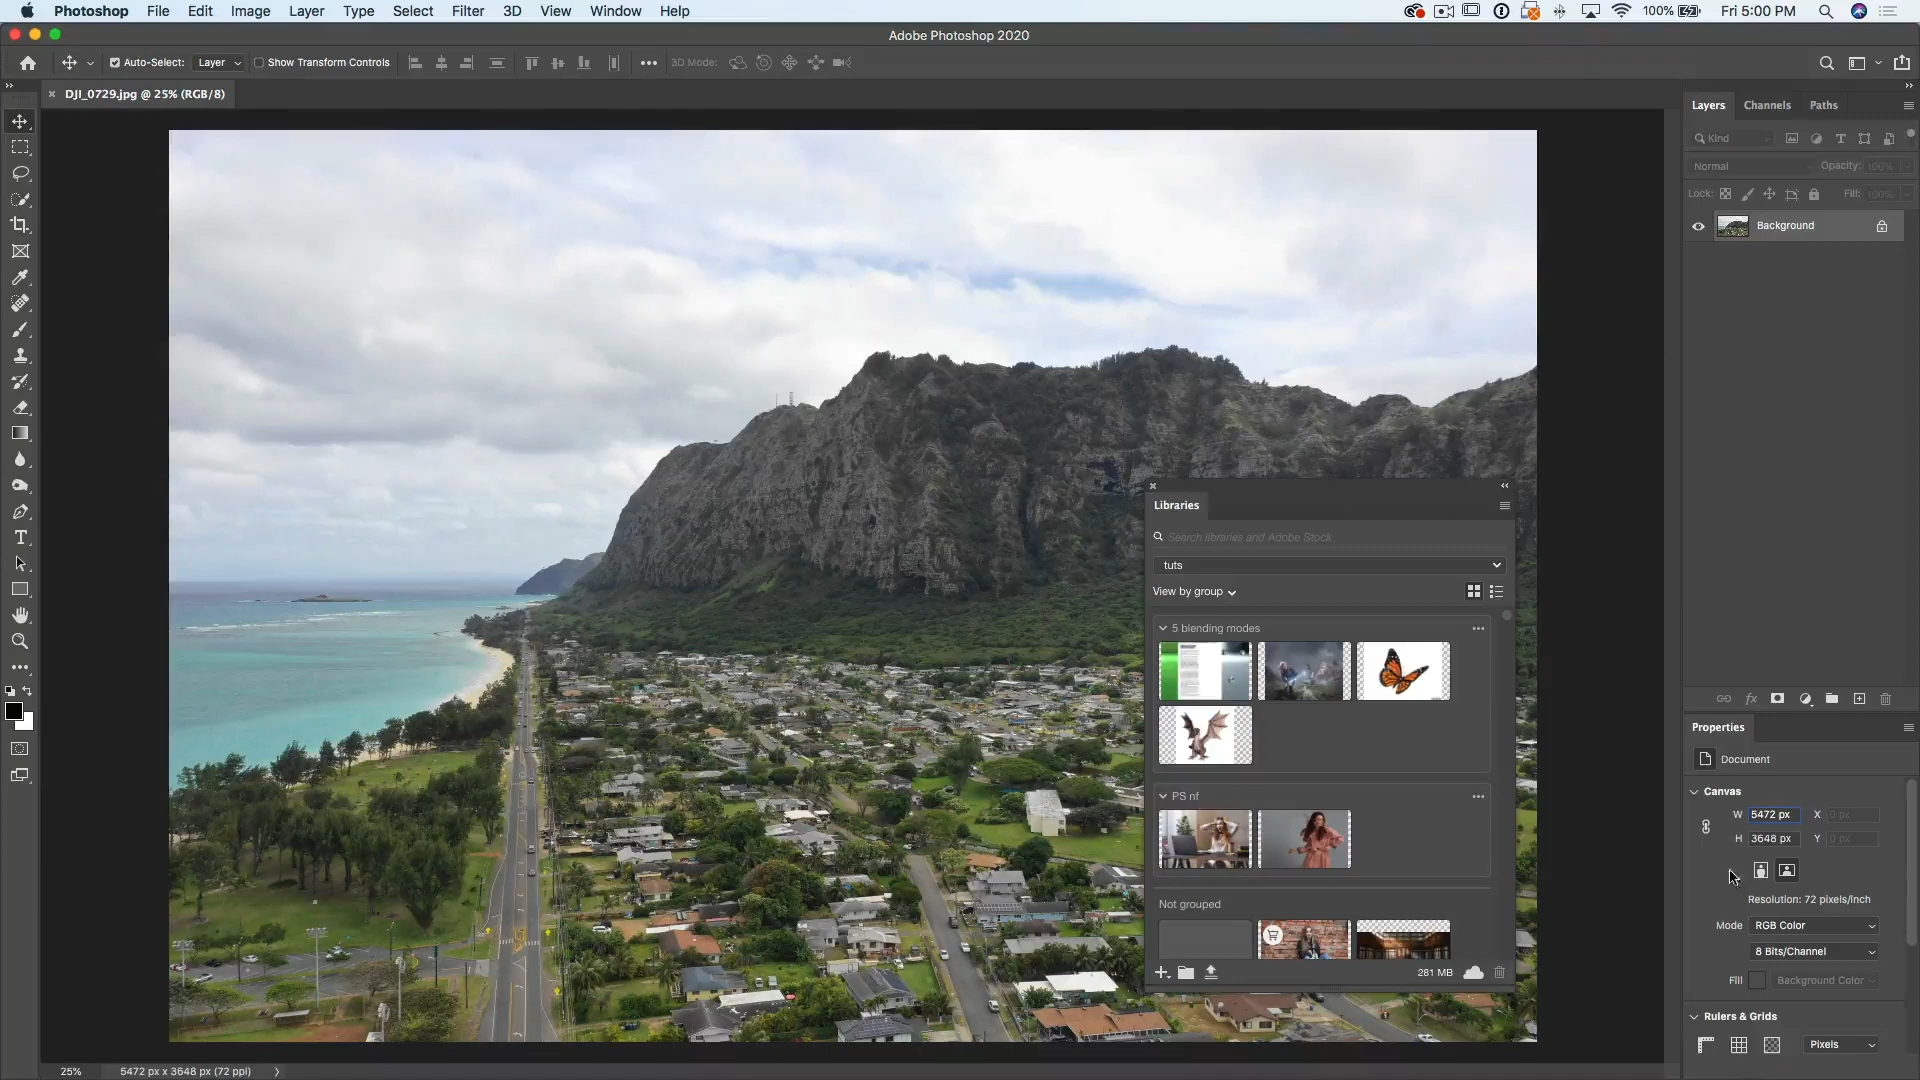 Photoshop File Edit Image Layer Type Select Filter 3D View Window Help 100% Fri 5:00 PM
Adobe Photoshop 2020
Auto-Select: Layer Show Transform Controls 3D Mode:
DJI_0729.jpg @ 25% (RGB/8)
Layers Channels Paths
Kind
Normal Opacity: 100%
Lock: Fill: 100%
Background
Libraries
Search libraries and Adobe Stock
tuts
View by group
5 blending modes
PS nf
Not grouped
281 MB
Properties
Document
Canvas
W 5472 px X 0 px
H 3648 px Y 0 px
Resolution: 72 pixels/inch
Mode RGB Color
8 Bits/Channel
Fill Background Color
Rulers & Grids
Pixels
25% 5472 px x 3648 px (72 ppi)